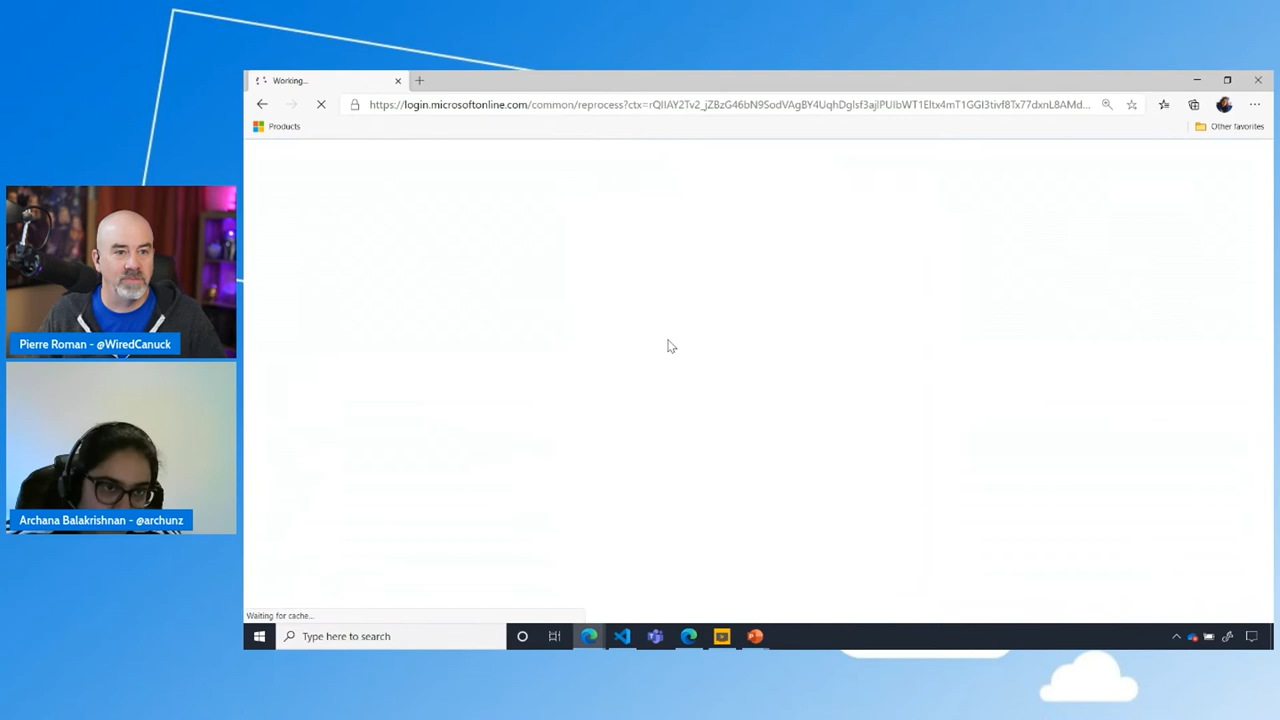 Working...
https://login.microsoftonline.com/common/reprocess?ctx=
Products
Other favorites
Pierre Roman - @WiredCanuck
Archana Balakrishnan - @archunz
Waiting for cache...
Type here to search